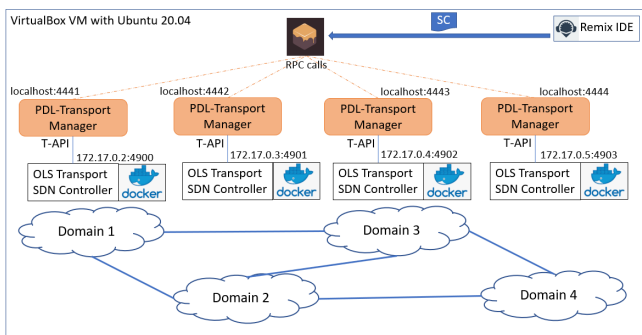 VirtualBox VM with Ubuntu 20.04
SC
Remix IDE
RPC calls
localhost:4441
localhost:4442
localhost:4443
localhost:4444
PDL-Transport
Manager
PDL-Transport
Manager
PDL-Transport
Manager
PDL-Transport
Manager
T-API
T-API
T-API
T-API
172.17.0.2:4900
172.17.0.3:4901
172.17.0.4:4902
172.17.0.5:4903
OLS Transport
SDN Controller
docker
OLS Transport
SDN Controller
docker
OLS Transport
SDN Controller
docker
OLS Transport
SDN Controller
docker
Domain 1
Domain 3
Domain 2
Domain 4